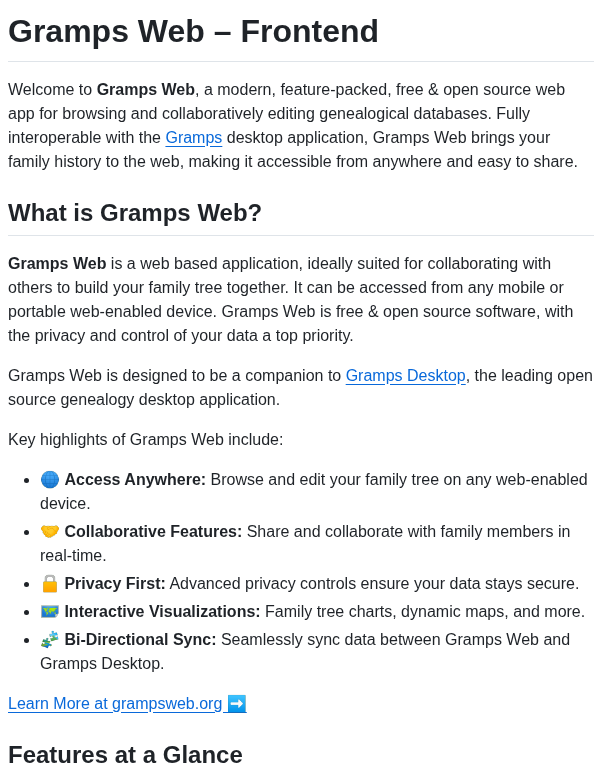 Gramps Web – Frontend
Welcome to Gramps Web, a modern, feature-packed, free & open source web
app for browsing and collaboratively editing genealogical databases. Fully
interoperable with the Gramps desktop application, Gramps Web brings your
family history to the web, making it accessible from anywhere and easy to share.
What is Gramps Web?
Gramps Web is a web based application, ideally suited for collaborating with
others to build your family tree together. It can be accessed from any mobile or
portable web-enabled device. Gramps Web is free & open source software, with
the privacy and control of your data a top priority.
Gramps Web is designed to be a companion to Gramps Desktop, the leading open
source genealogy desktop application.
Key highlights of Gramps Web include:
• 🌐 Access Anywhere: Browse and edit your family tree on any web-enabled
device.
• 🤝 Collaborative Features: Share and collaborate with family members in
real-time.
• 🔒 Privacy First: Advanced privacy controls ensure your data stays secure.
• 🗺️ Interactive Visualizations: Family tree charts, dynamic maps, and more.
• 🧩 Bi-Directional Sync: Seamlessly sync data between Gramps Web and
Gramps Desktop.
Learn More at grampsweb.org ➡️
Features at a Glance